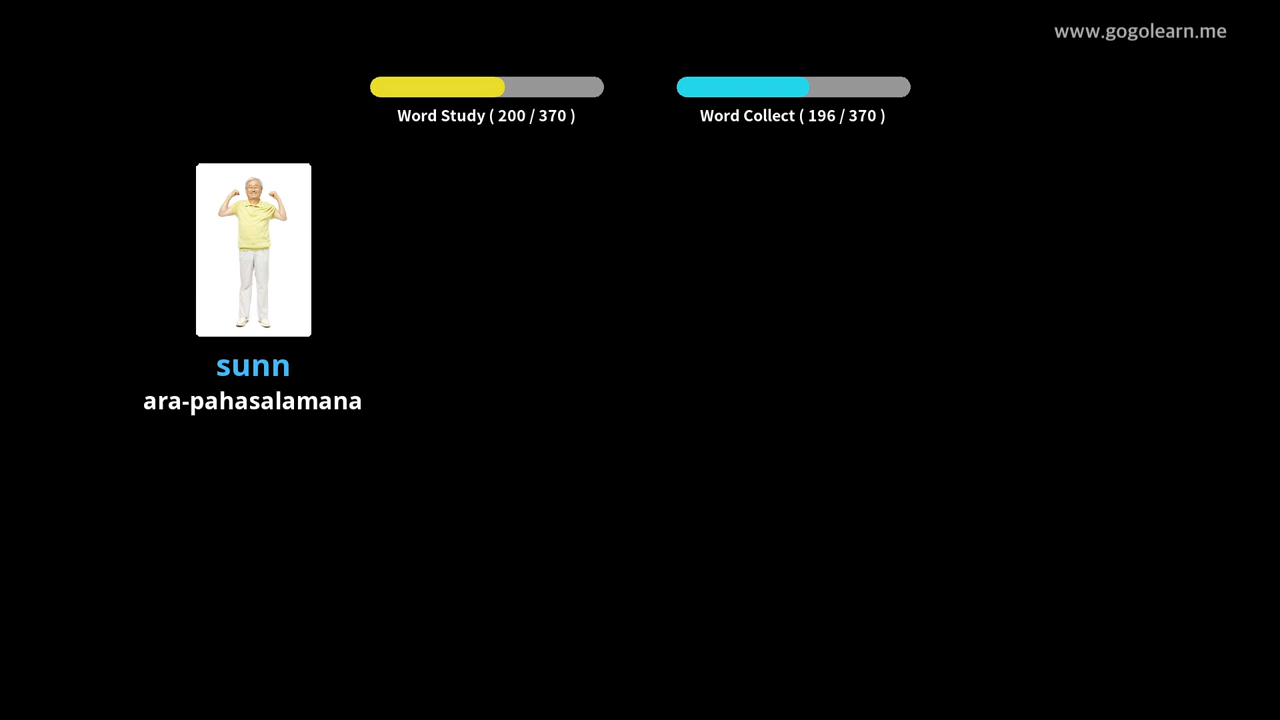 www.gogolearn.me
Word Study ( 200 / 370 )
Word Collect ( 196 / 370 )
sunn
ara-pahasalamana